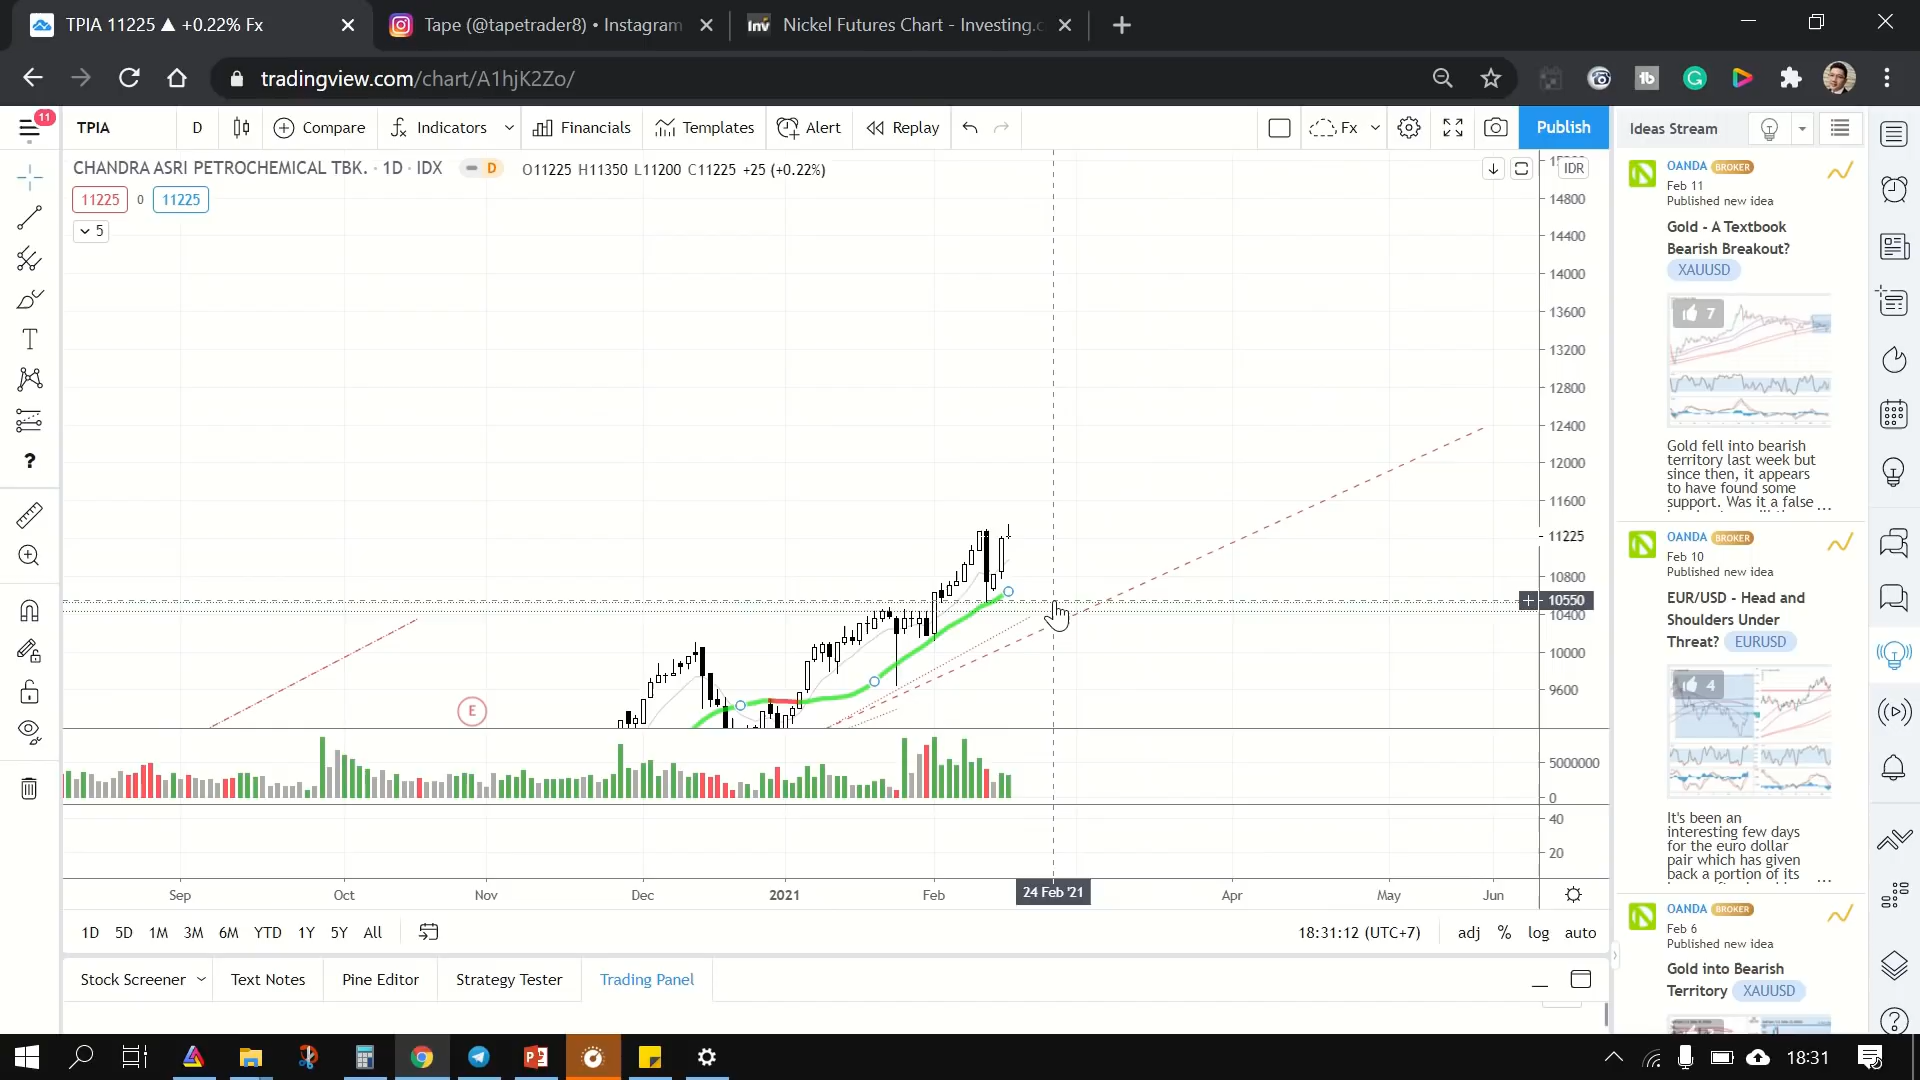 TPIA 11225 ▲ +0.22% Fx
Tape (@tapetrader8) • Instagram
Inv
Nickel Futures Chart - Investing.c
tradingview.com/chart/A1hjK2Zo/
11
TPIA
D
Compare
Indicators
Financials
Templates
Alert
Replay
Fx
Publish
CHANDRA ASRI PETROCHEMICAL TBK. · 1D · IDX
D
O11225 H11350 L11200 C11225 +25 (+0.22%)
11225
0
11225
5
IDR
14800
14400
14000
13600
13200
12800
12400
12000
11600
11225
10800
10550
10400
10000
9600
E
5000000
0
40
20
Sep
Oct
Nov
Dec
2021
Feb
24 Feb '21
Apr
May
Jun
1D
5D
1M
3M
6M
YTD
1Y
5Y
All
18:31:12 (UTC+7)
adj
%
log
auto
Stock Screener
Text Notes
Pine Editor
Strategy Tester
Trading Panel
Ideas Stream
OANDA BROKER
Feb 11
Published new idea
Gold - A Textbook
Bearish Breakout?
XAUUSD
7
Gold fell into bearish
territory last week but
since then, it appears
to have found some
support. Was it a false ...
OANDA BROKER
Feb 10
Published new idea
EUR/USD - Head and
Shoulders Under
Threat? EURUSD
4
It's been an
interesting few days
for the euro dollar
pair which has given
back a portion of its ...
OANDA BROKER
Feb 6
Published new idea
Gold into Bearish
Territory XAUUSD
18:31